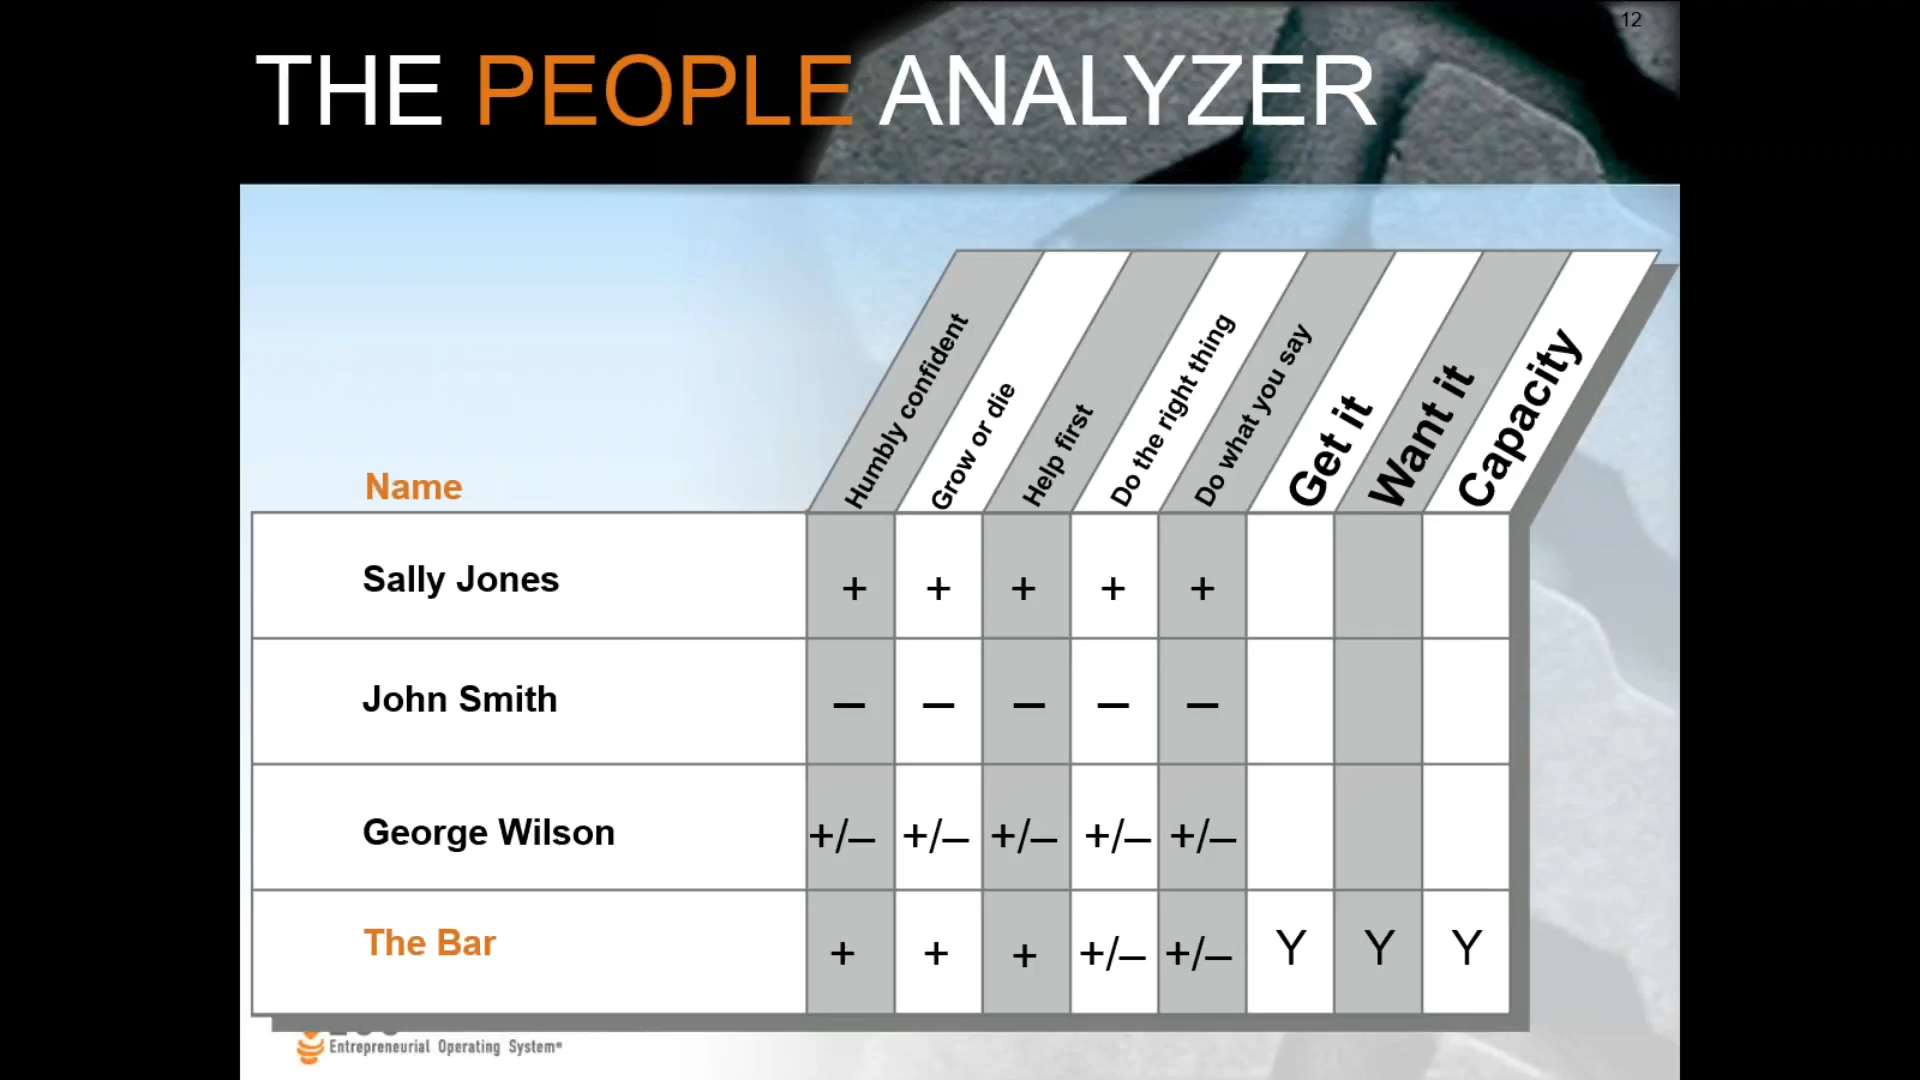 12
THE PEOPLE ANALYZER
Name
Humbly confident
Grow or die
Help first
Do the right thing
Do what you say
Get it
Want it
Capacity
Sally Jones + + + + +
John Smith – – – – –
George Wilson +/– +/– +/– +/– +/–
The Bar + + + +/– +/– Y Y Y
Entrepreneurial Operating System®